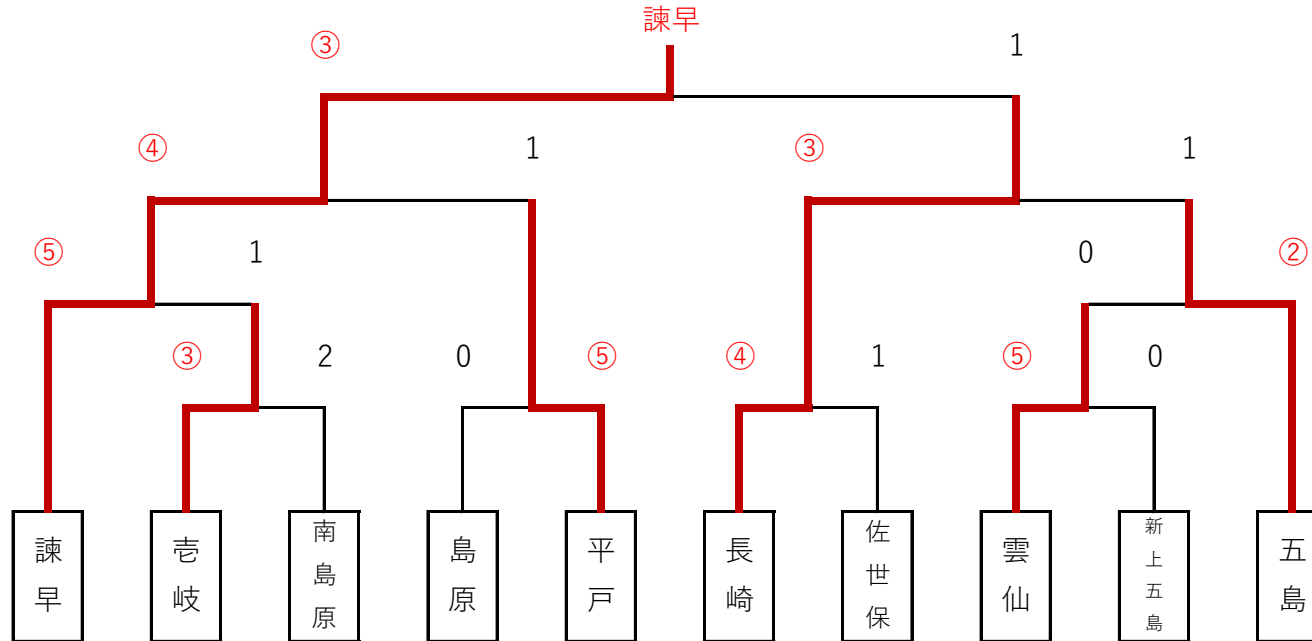 諫早
③ 1
④ 1 ③ 1
⑤ 1 0 ②
③ 2 0 ⑤ ④ 1 ⑤ 0
諫早
壱岐
南島原
島原
平戸
長崎
佐世保
雲仙
新上五島
五島